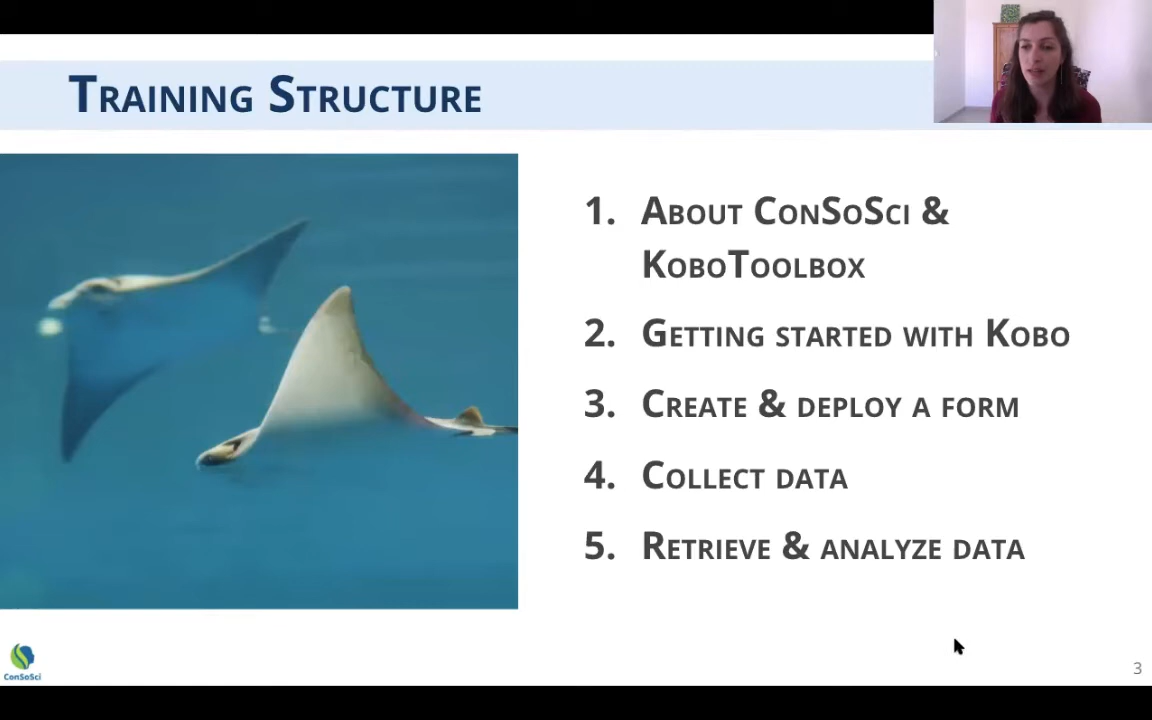 Training Structure
1. About ConSoSci &
KoboToolbox
2. Getting started with Kobo
3. Create & deploy a form
4. Collect data
5. Retrieve & analyze data
ConSoSci
3